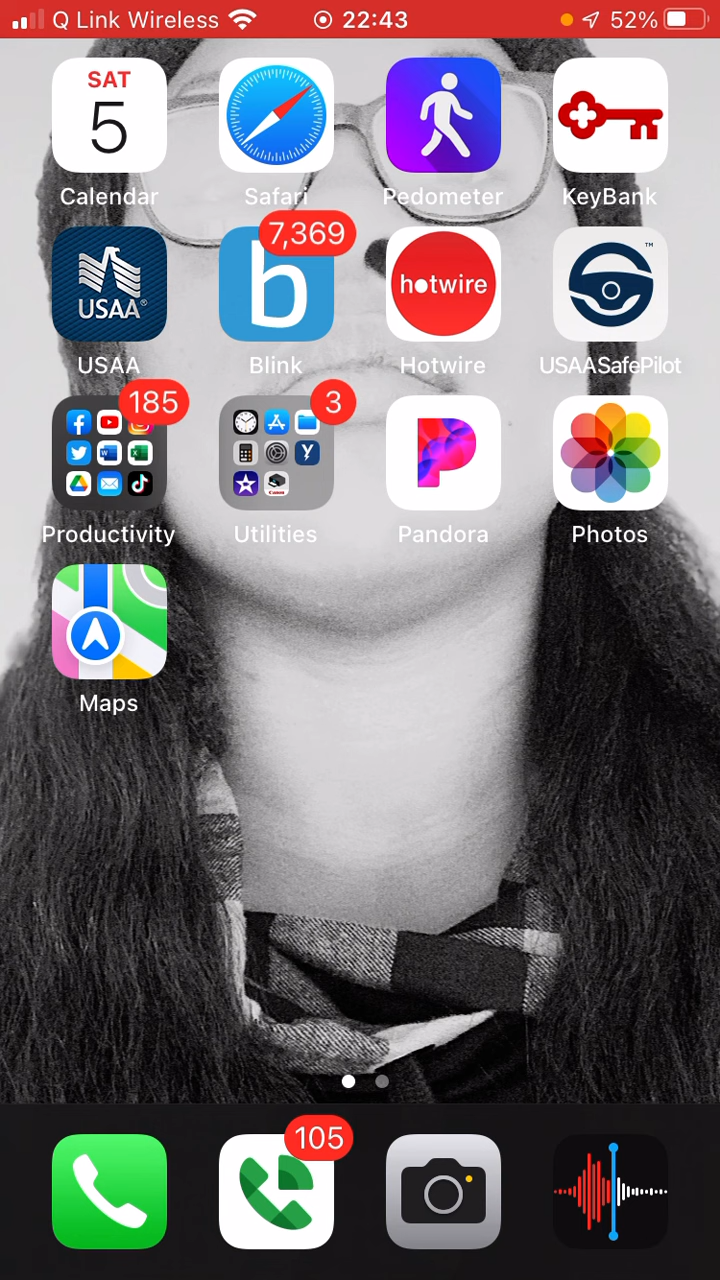 Q Link Wireless 22:43 52%
SAT
5
Calendar Safari Pedometer KeyBank
7,369
USAA® b hotwire ™
USAA Blink Hotwire USAASafePilot
185 3
Productivity Utilities Pandora Photos
Maps
105